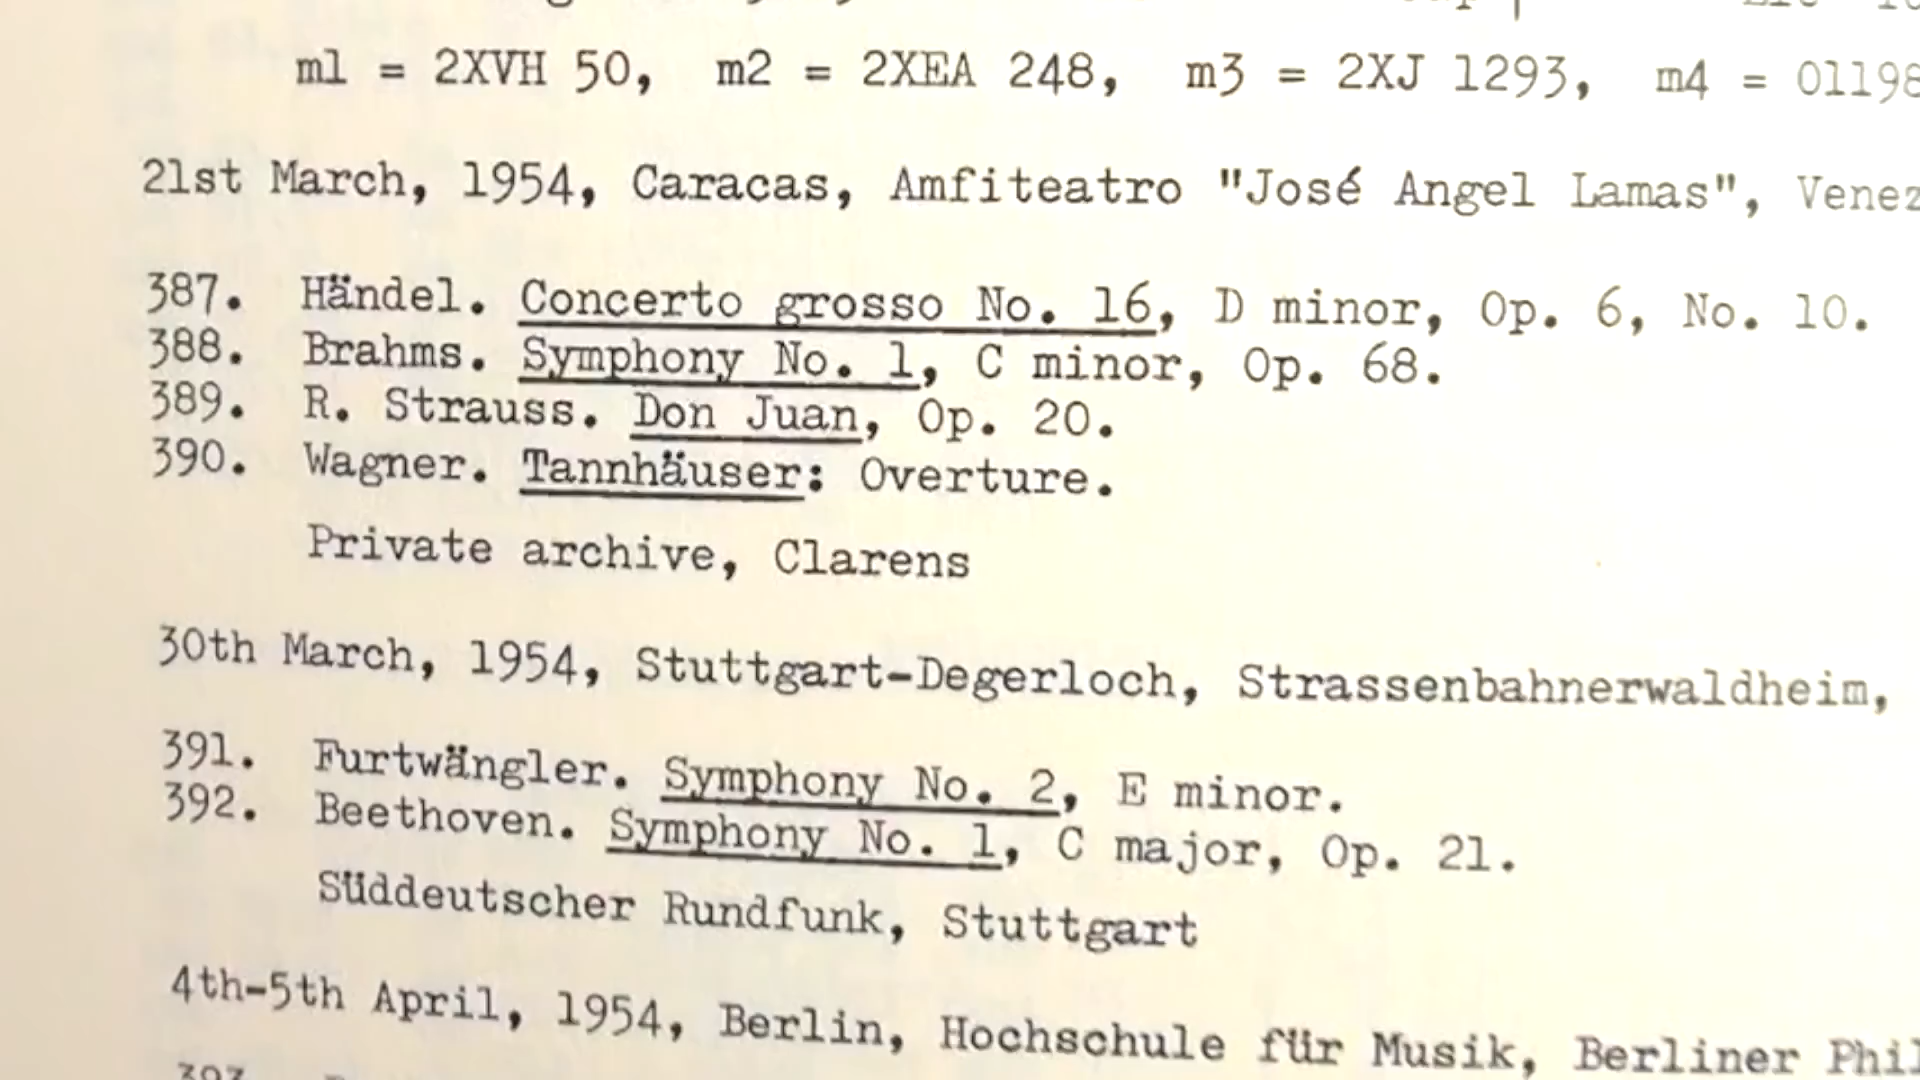 m1 = 2XVH 50, m2 = 2XEA 248, m3 = 2XJ 1293, m4 = 01198
21st March, 1954, Caracas, Amfiteatro "José Angel Lamas", Venez
387. Händel. Concerto grosso No. 16, D minor, Op. 6, No. 10.
388. Brahms. Symphony No. 1, C minor, Op. 68.
389. R. Strauss. Don Juan, Op. 20.
390. Wagner. Tannhäuser: Overture.
Private archive, Clarens
30th March, 1954, Stuttgart-Degerloch, Strassenbahnerwaldheim,
391. Furtwängler. Symphony No. 2, E minor.
392. Beethoven. Symphony No. 1, C major, Op. 21.
Süddeutscher Rundfunk, Stuttgart
4th-5th April, 1954, Berlin, Hochschule für Musik, Berliner Phil